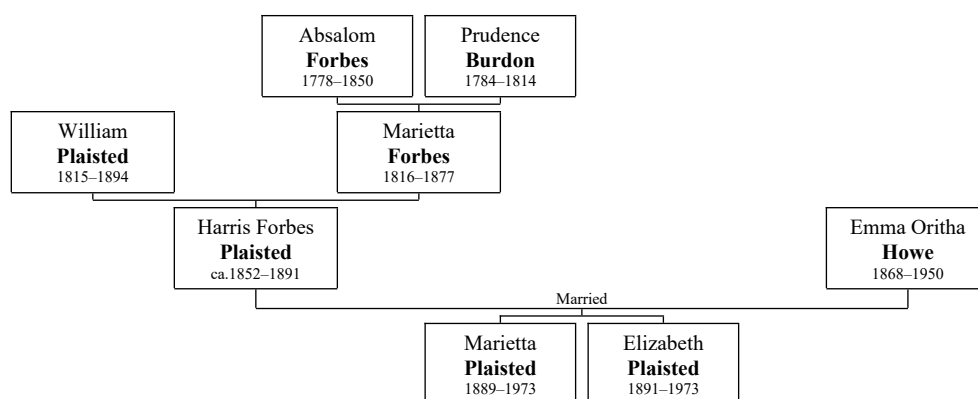 Absalom
Forbes
1778–1850
Prudence
Burdon
1784–1814
William
Plaisted
1815–1894
Marietta
Forbes
1816–1877
Harris Forbes
Plaisted
ca.1852–1891
Emma Oritha
Howe
1868–1950
Married
Marietta
Plaisted
1889–1973
Elizabeth
Plaisted
1891–1973